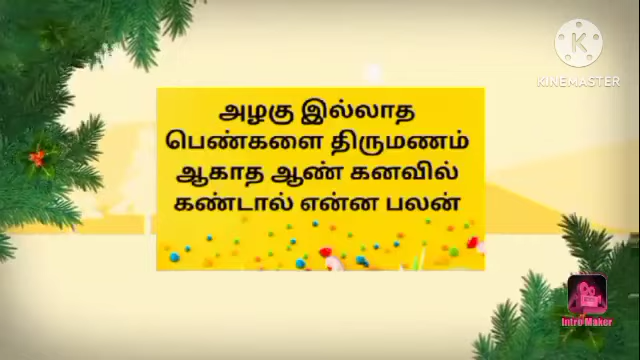 KINEMASTER
அழகு இல்லாத
பெண்களை திருமணம்
ஆகாத ஆண் கனவில்
கண்டால் என்ன பலன்
Intro Maker